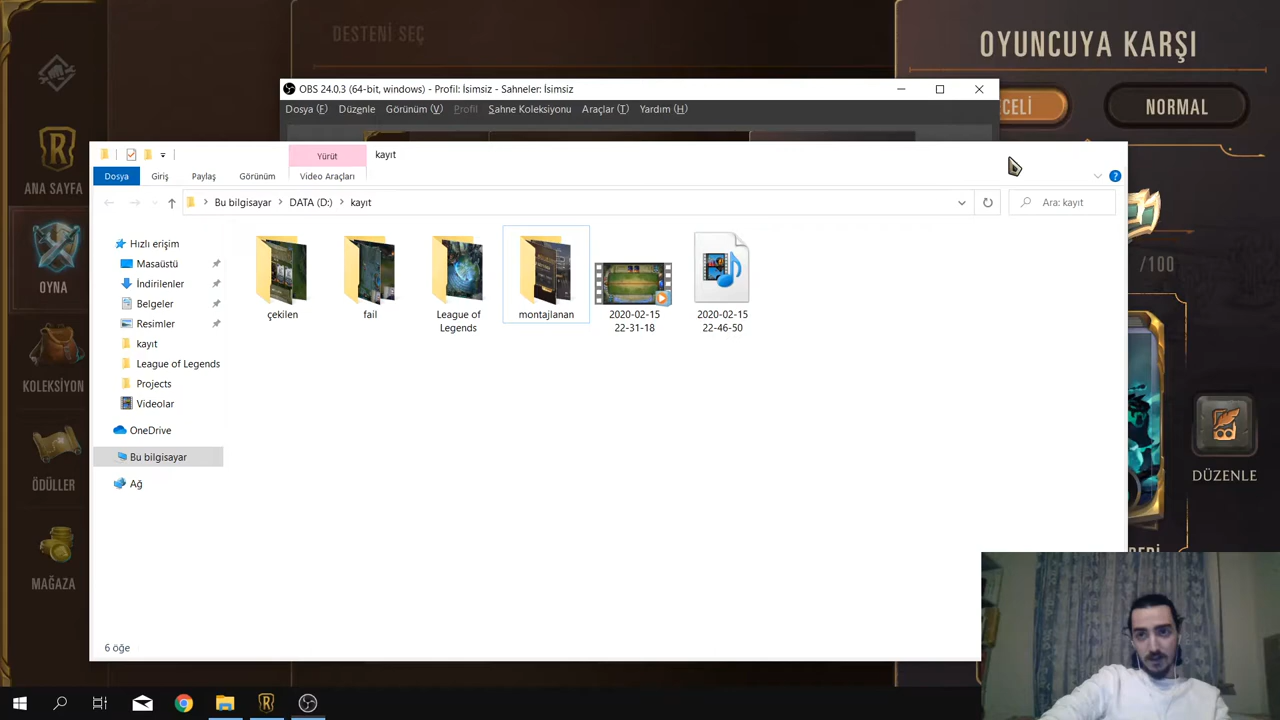 DESTENİ SEÇ
OYUNCUYA KARŞI
OBS 24.0.3 (64-bit, windows) - Profil: İsimsiz - Sahneler: İsimsiz
Dosya (F) Düzenle Görünüm (V) Profil Sahne Koleksiyonu Araçlar (T) Yardım (H)
CELİ
NORMAL
Yürüt
kayıt
Dosya Giriş Paylaş Görünüm Video Araçları
Bu bilgisayar > DATA (D:) > kayıt
Ara: kayıt
ANA SAYFA
OYNA
KOLEKSİYON
ÖDÜLLER
MAĞAZA
Hızlı erişim
Masaüstü
İndirilenler
Belgeler
Resimler
kayıt
League of Legends
Projects
Videolar
OneDrive
Bu bilgisayar
Ağ
çekilen
fail
League of
Legends
montajlanan
2020-02-15
22-31-18
2020-02-15
22-46-50
/100
DÜZENLE
6 öğe